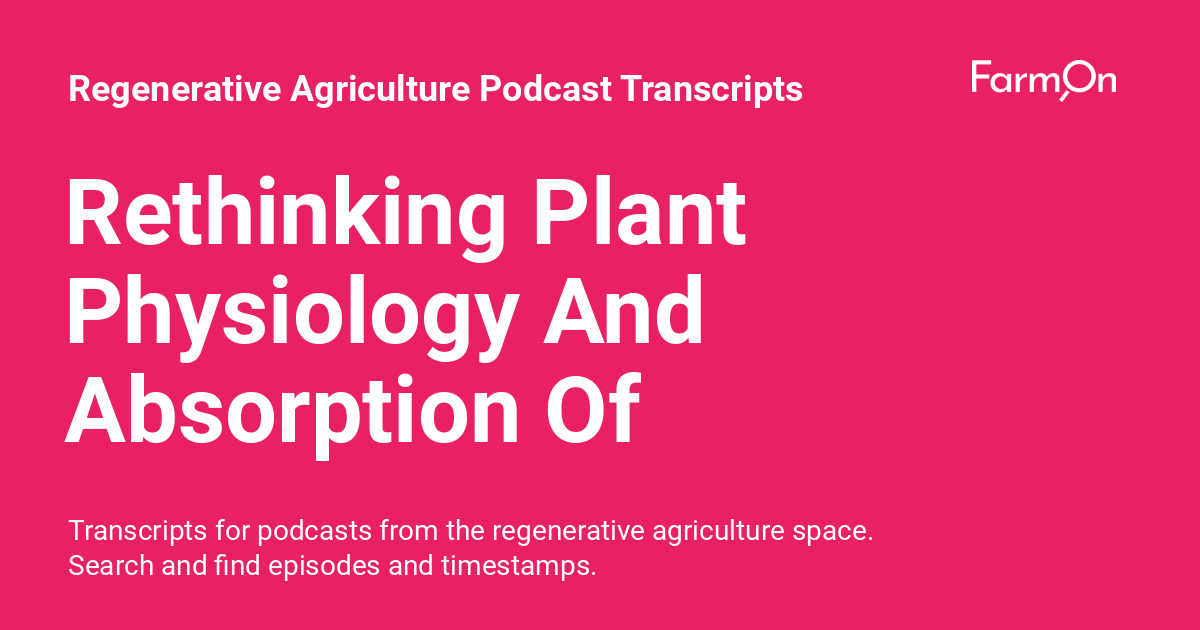 Regenerative Agriculture Podcast Transcripts
FarmOn
Rethinking Plant
Physiology And
Absorption Of
Transcripts for podcasts from the regenerative agriculture space.
Search and find episodes and timestamps.